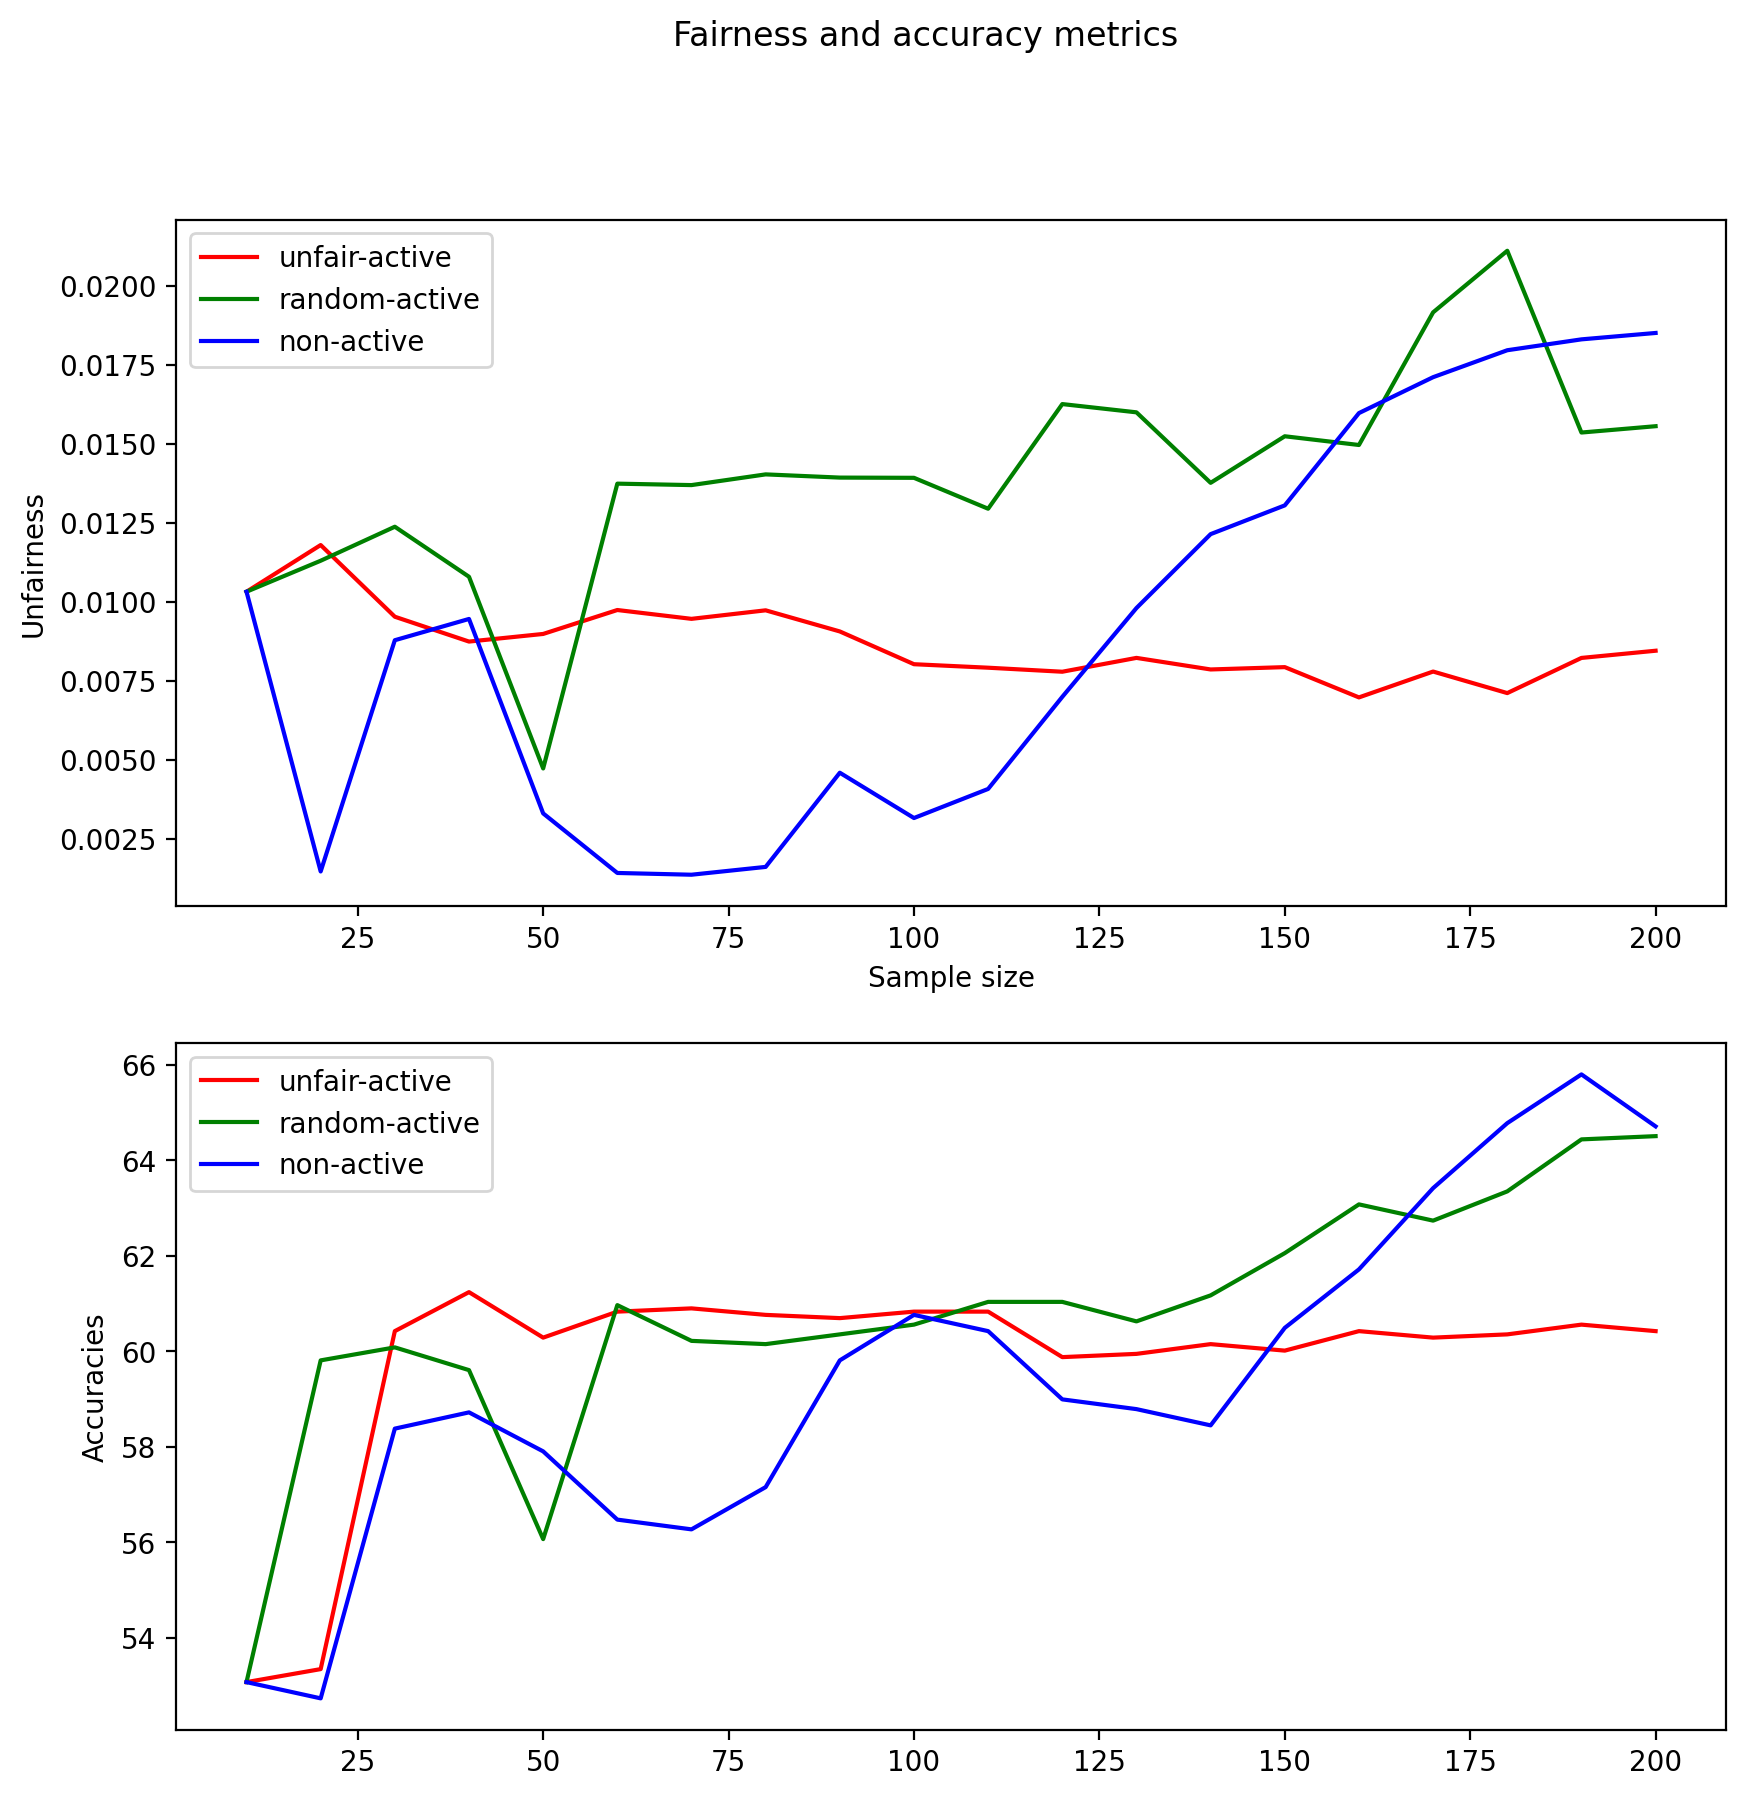 Fairness and accuracy metrics
unfair-active
random-active
non-active
0.0200
0.0175
0.0150
0.0125
0.0100
0.0075
0.0050
0.0025
Unfairness
25 50 75 100 125 150 175 200
Sample size
unfair-active
random-active
non-active
66
64
62
60
58
56
54
Accuracies
25 50 75 100 125 150 175 200